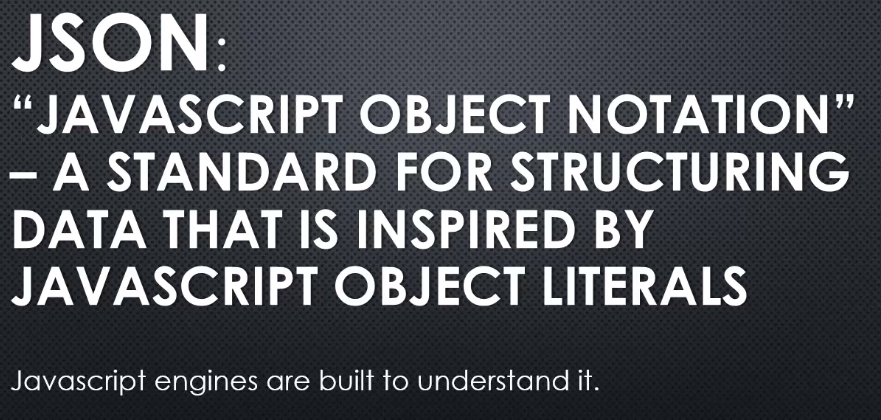 JSON:
“JAVASCRIPT OBJECT NOTATION”
– A STANDARD FOR STRUCTURING
DATA THAT IS INSPIRED BY
JAVASCRIPT OBJECT LITERALS
Javascript engines are built to understand it.